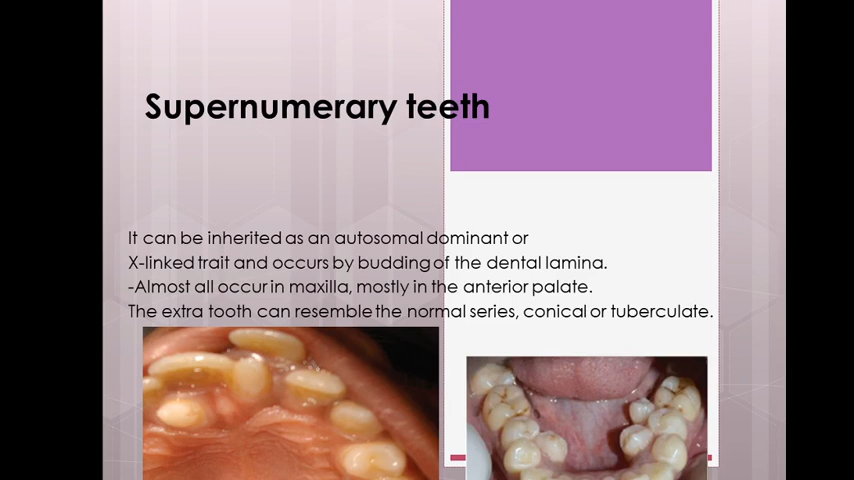 Supernumerary teeth
It can be inherited as an autosomal dominant or
X-linked trait and occurs by budding of the dental lamina.
-Almost all occur in maxilla, mostly in the anterior palate.
The extra tooth can resemble the normal series, conical or tuberculate.